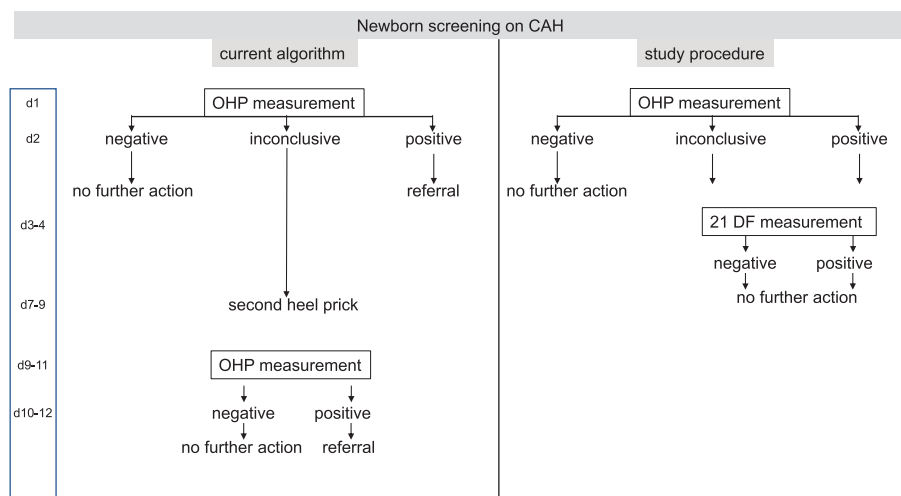 Newborn screening on CAH
current algorithm
study procedure
d1
OHP measurement
OHP measurement
d2
negative
inconclusive
positive
negative
inconclusive
positive
no further action
referral
no further action
d3-4
21 DF measurement
negative
positive
d7-9
second heel prick
no further action
d9-11
OHP measurement
d10-12
negative
positive
no further action
referral